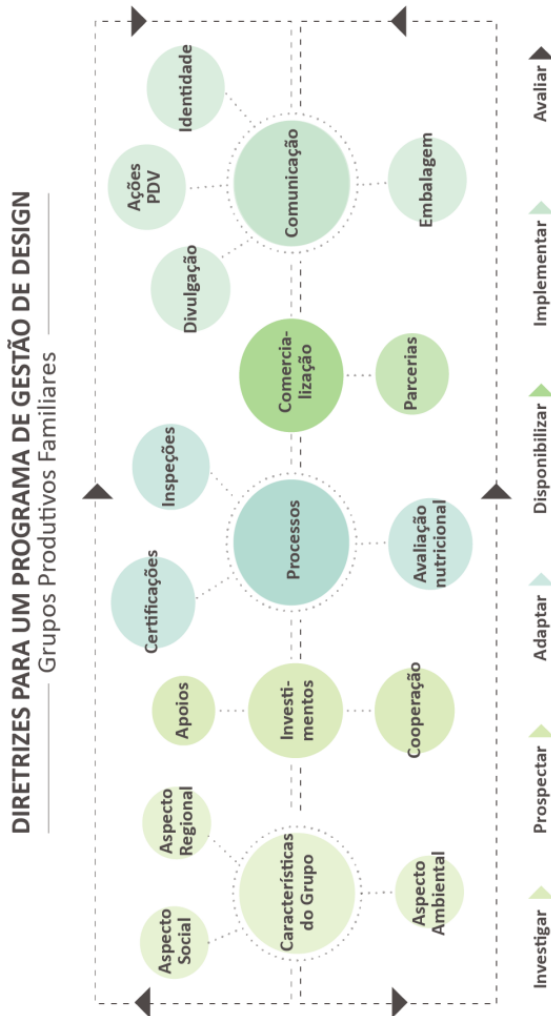 DIRETRIZES PARA UM PROGRAMA DE GESTÃO DE DESIGN
Grupos Produtivos Familiares
Aspecto
Social
Aspecto
Regional
Características
do Grupo
Aspecto
Ambiental
Apoios
Investi-
mentos
Cooperação
Certificações
Inspeções
Processos
Avaliação
nutricional
Comercia-
lização
Parcerias
Divulgação
Ações
PDV
Identidade
Comunicação
Embalagem
Investigar
Prospectar
Adaptar
Disponibilizar
Implementar
Avaliar